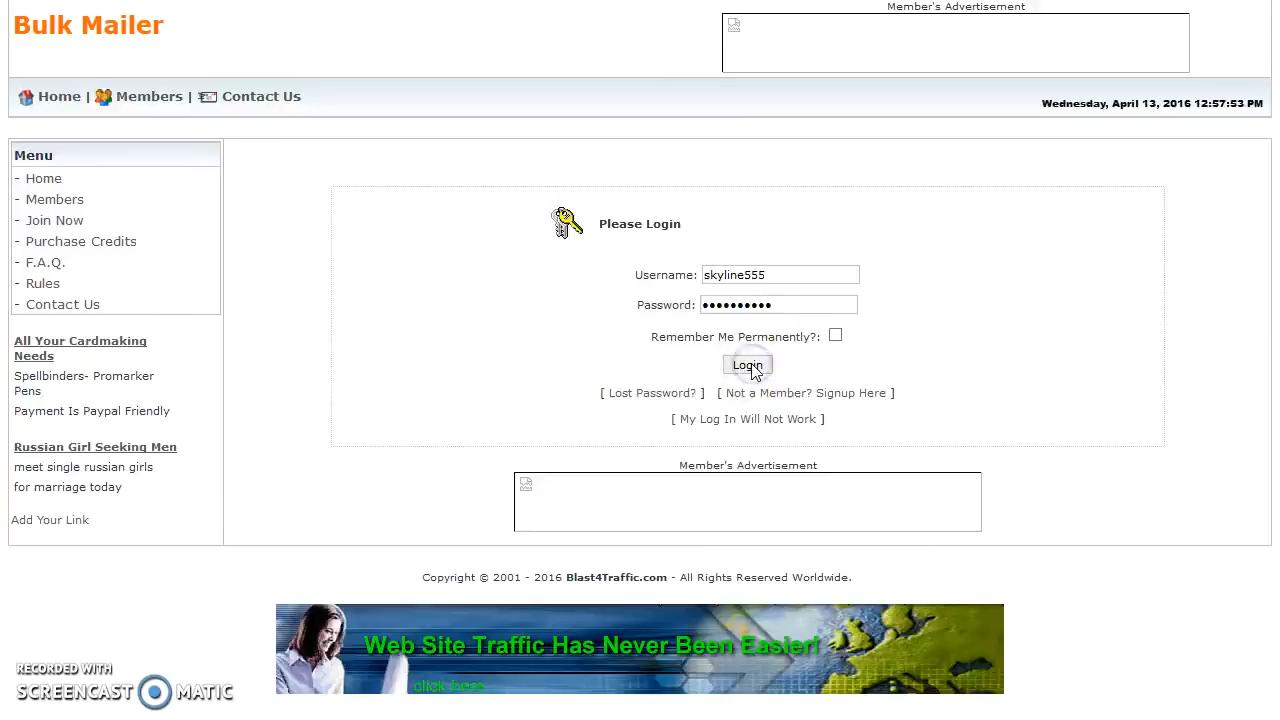 Member's Advertisement
Bulk Mailer
Home | Members | Contact Us
Wednesday, April 13, 2016 12:57:53 PM
Menu
- Home
- Members
- Join Now
- Purchase Credits
- F.A.Q.
- Rules
- Contact Us
All Your Cardmaking
Needs
Spellbinders- Promarker
Pens
Payment Is Paypal Friendly
Russian Girl Seeking Men
meet single russian girls
for marriage today
Add Your Link
Please Login
Username: skyline555
Password: ••••••••••
Remember Me Permanently?:
Login
[ Lost Password? ] [ Not a Member? Signup Here ]
[ My Log In Will Not Work ]
Member's Advertisement
Copyright © 2001 - 2016 Blast4Traffic.com - All Rights Reserved Worldwide.
Web Site Traffic Has Never Been Easier!
click here
RECORDED WITH
SCREENCAST MATIC